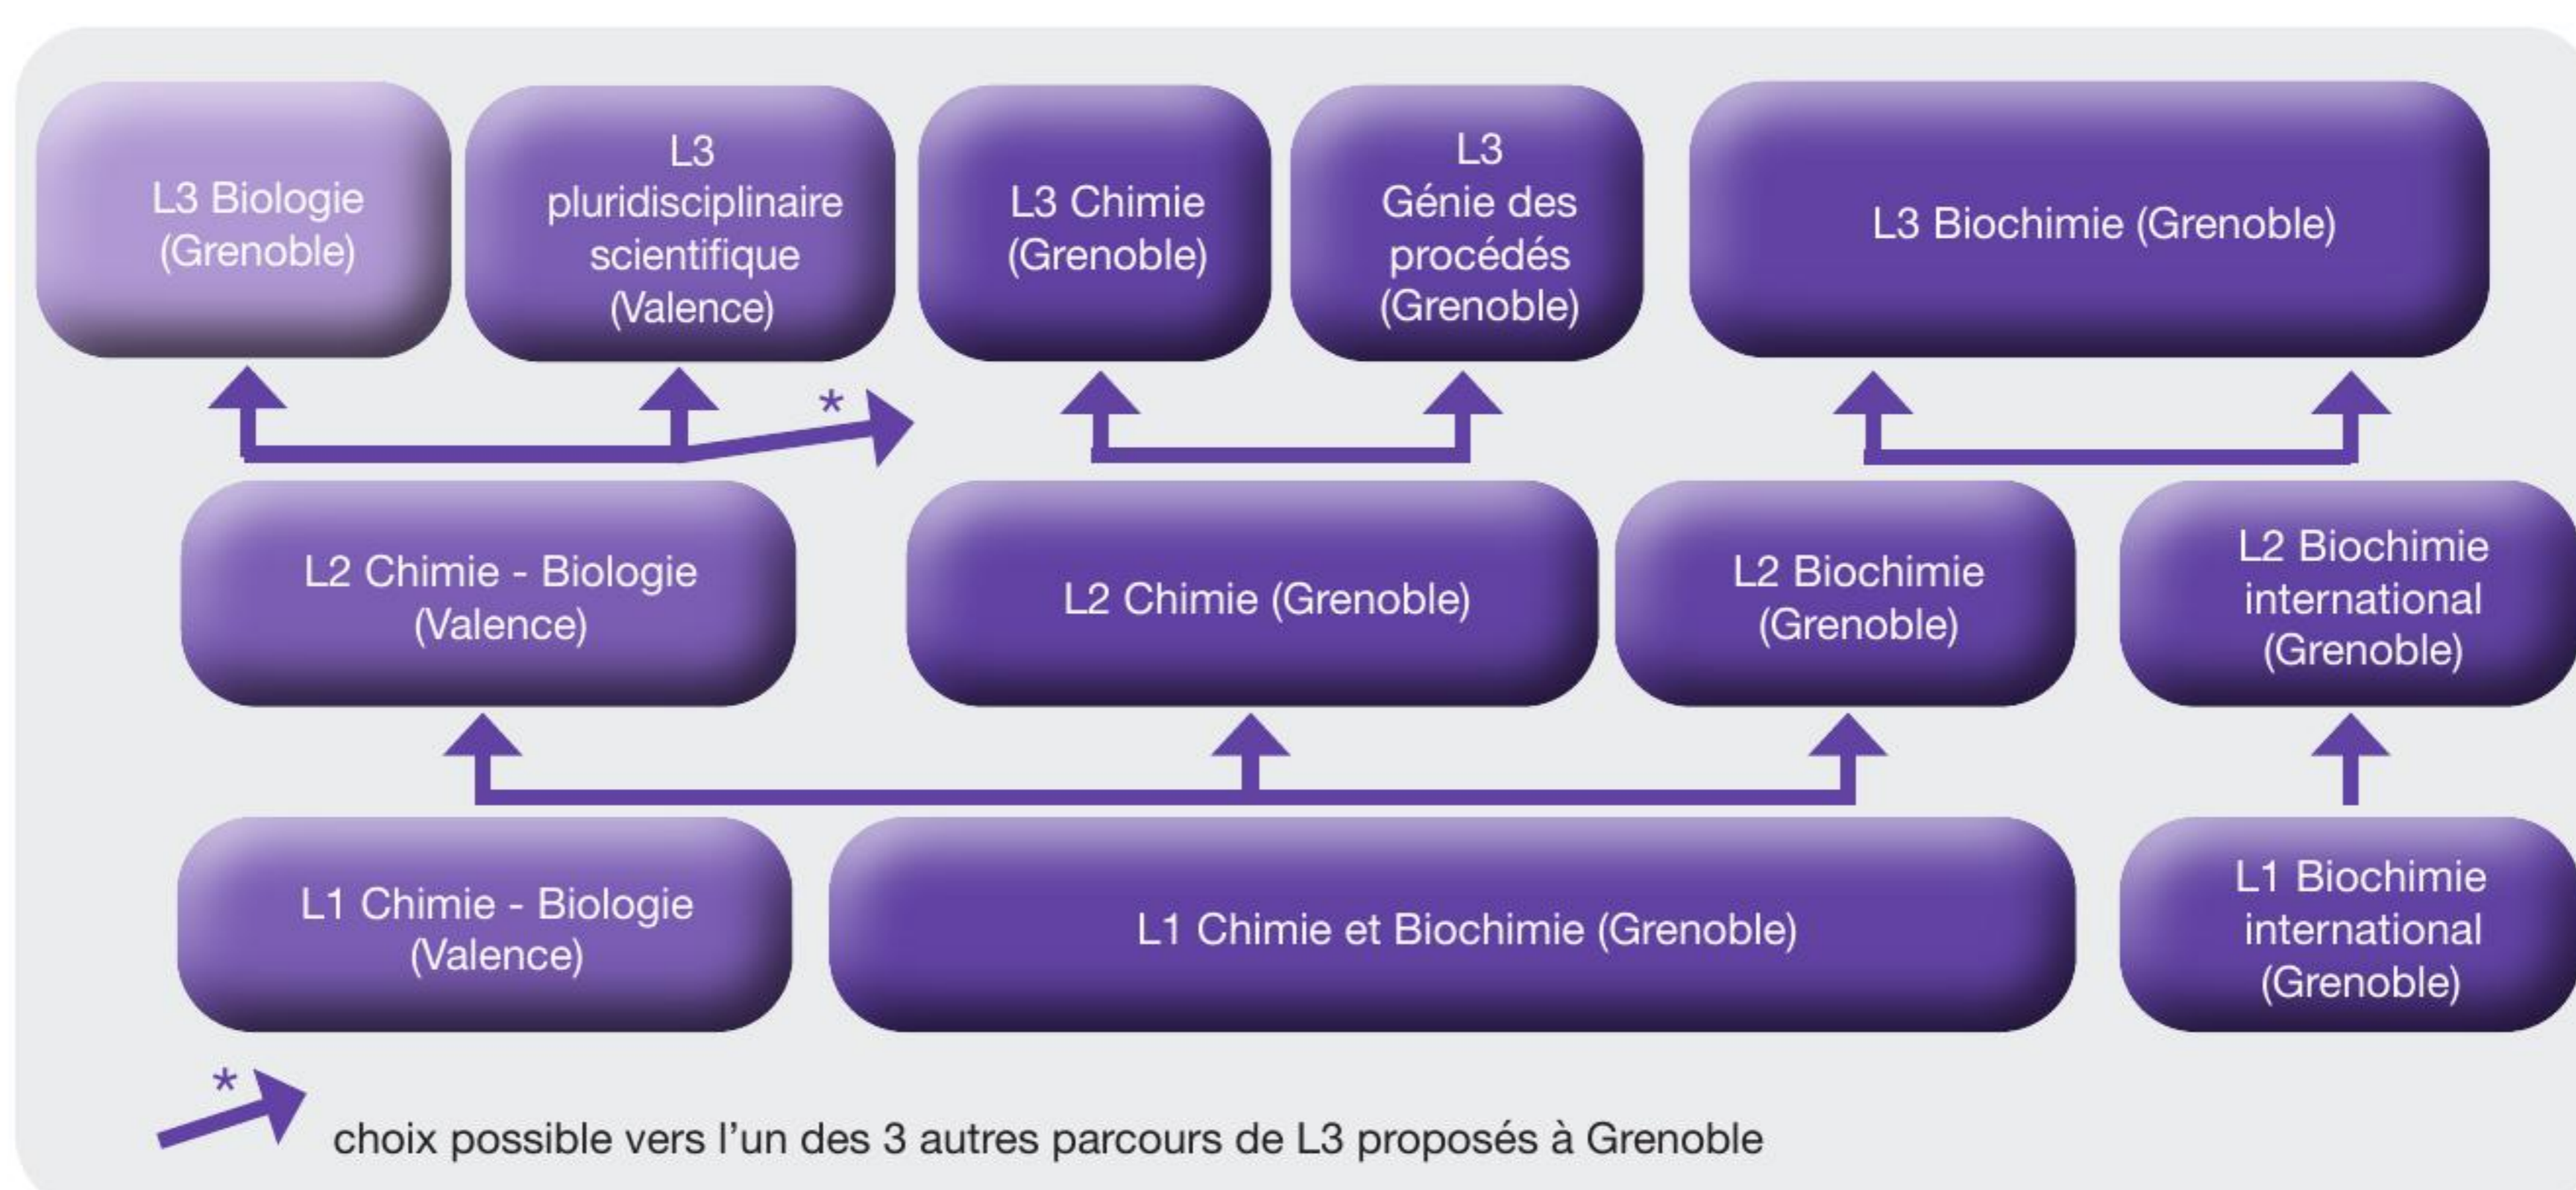 L3 Biologie
(Grenoble)
L3
pluridisciplinaire
scientifique
(Valence)
L3 Chimie
(Grenoble)
L3
Génie des
procédés
(Grenoble)
L3 Biochimie (Grenoble)
*
L2 Chimie - Biologie
(Valence)
L2 Chimie (Grenoble)
L2 Biochimie
(Grenoble)
L2 Biochimie
international
(Grenoble)
L1 Chimie - Biologie
(Valence)
L1 Chimie et Biochimie (Grenoble)
L1 Biochimie
international
(Grenoble)
*
choix possible vers l’un des 3 autres parcours de L3 proposés à Grenoble